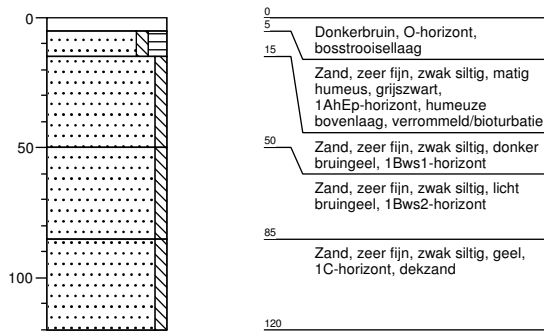 0
50
100
0
5
Donkerbruin, O-horizont,
bosstrooisellaag
15
Zand, zeer fijn, zwak siltig, matig
humeus, grijszwart,
1AhEp-horizont, humeuze
bovenlaag, verrommeld/bioturbatie
50
Zand, zeer fijn, zwak siltig, donker
bruingeel, 1Bws1-horizont
Zand, zeer fijn, zwak siltig, licht
bruingeel, 1Bws2-horizont
85
Zand, zeer fijn, zwak siltig, geel,
1C-horizont, dekzand
120